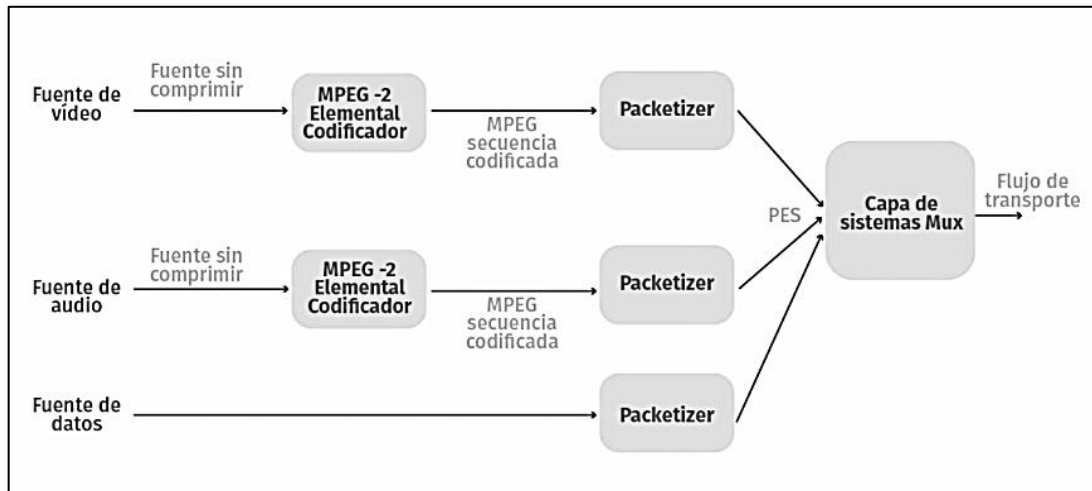 Fuente de
vídeo
Fuente sin
comprimir
MPEG -2
Elemental
Codificador
MPEG
secuencia
codificada
Packetizer
Fuente de
audio
Fuente sin
comprimir
MPEG -2
Elemental
Codificador
MPEG
secuencia
codificada
Packetizer
Fuente de
datos
Packetizer
PES
Capa de
sistemas Mux
Flujo de
transporte